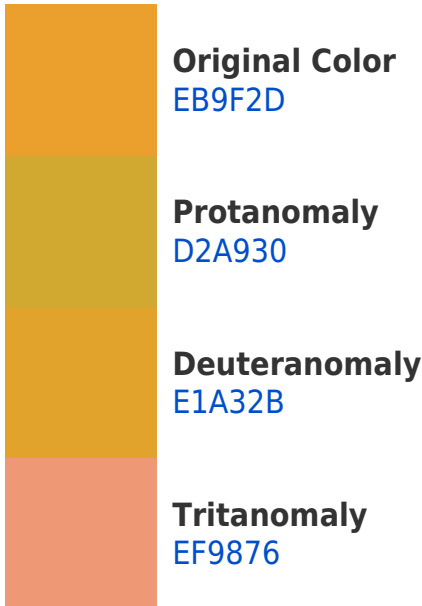 Original Color
EB9F2D
Protanomaly
D2A930
Deuteranomaly
E1A32B
Tritanomaly
EF9876